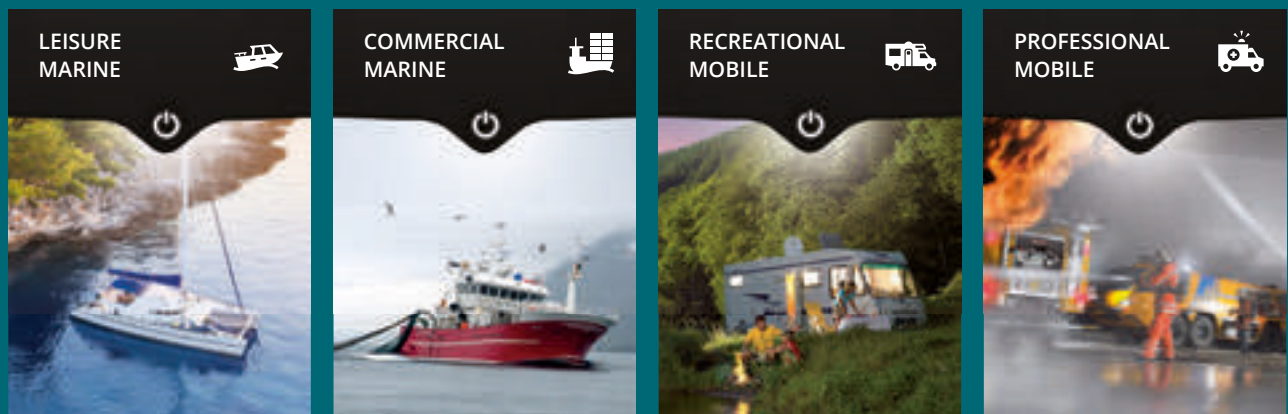 LEISURE
MARINE
COMMERCIAL
MARINE
RECREATIONAL
MOBILE
PROFESSIONAL
MOBILE